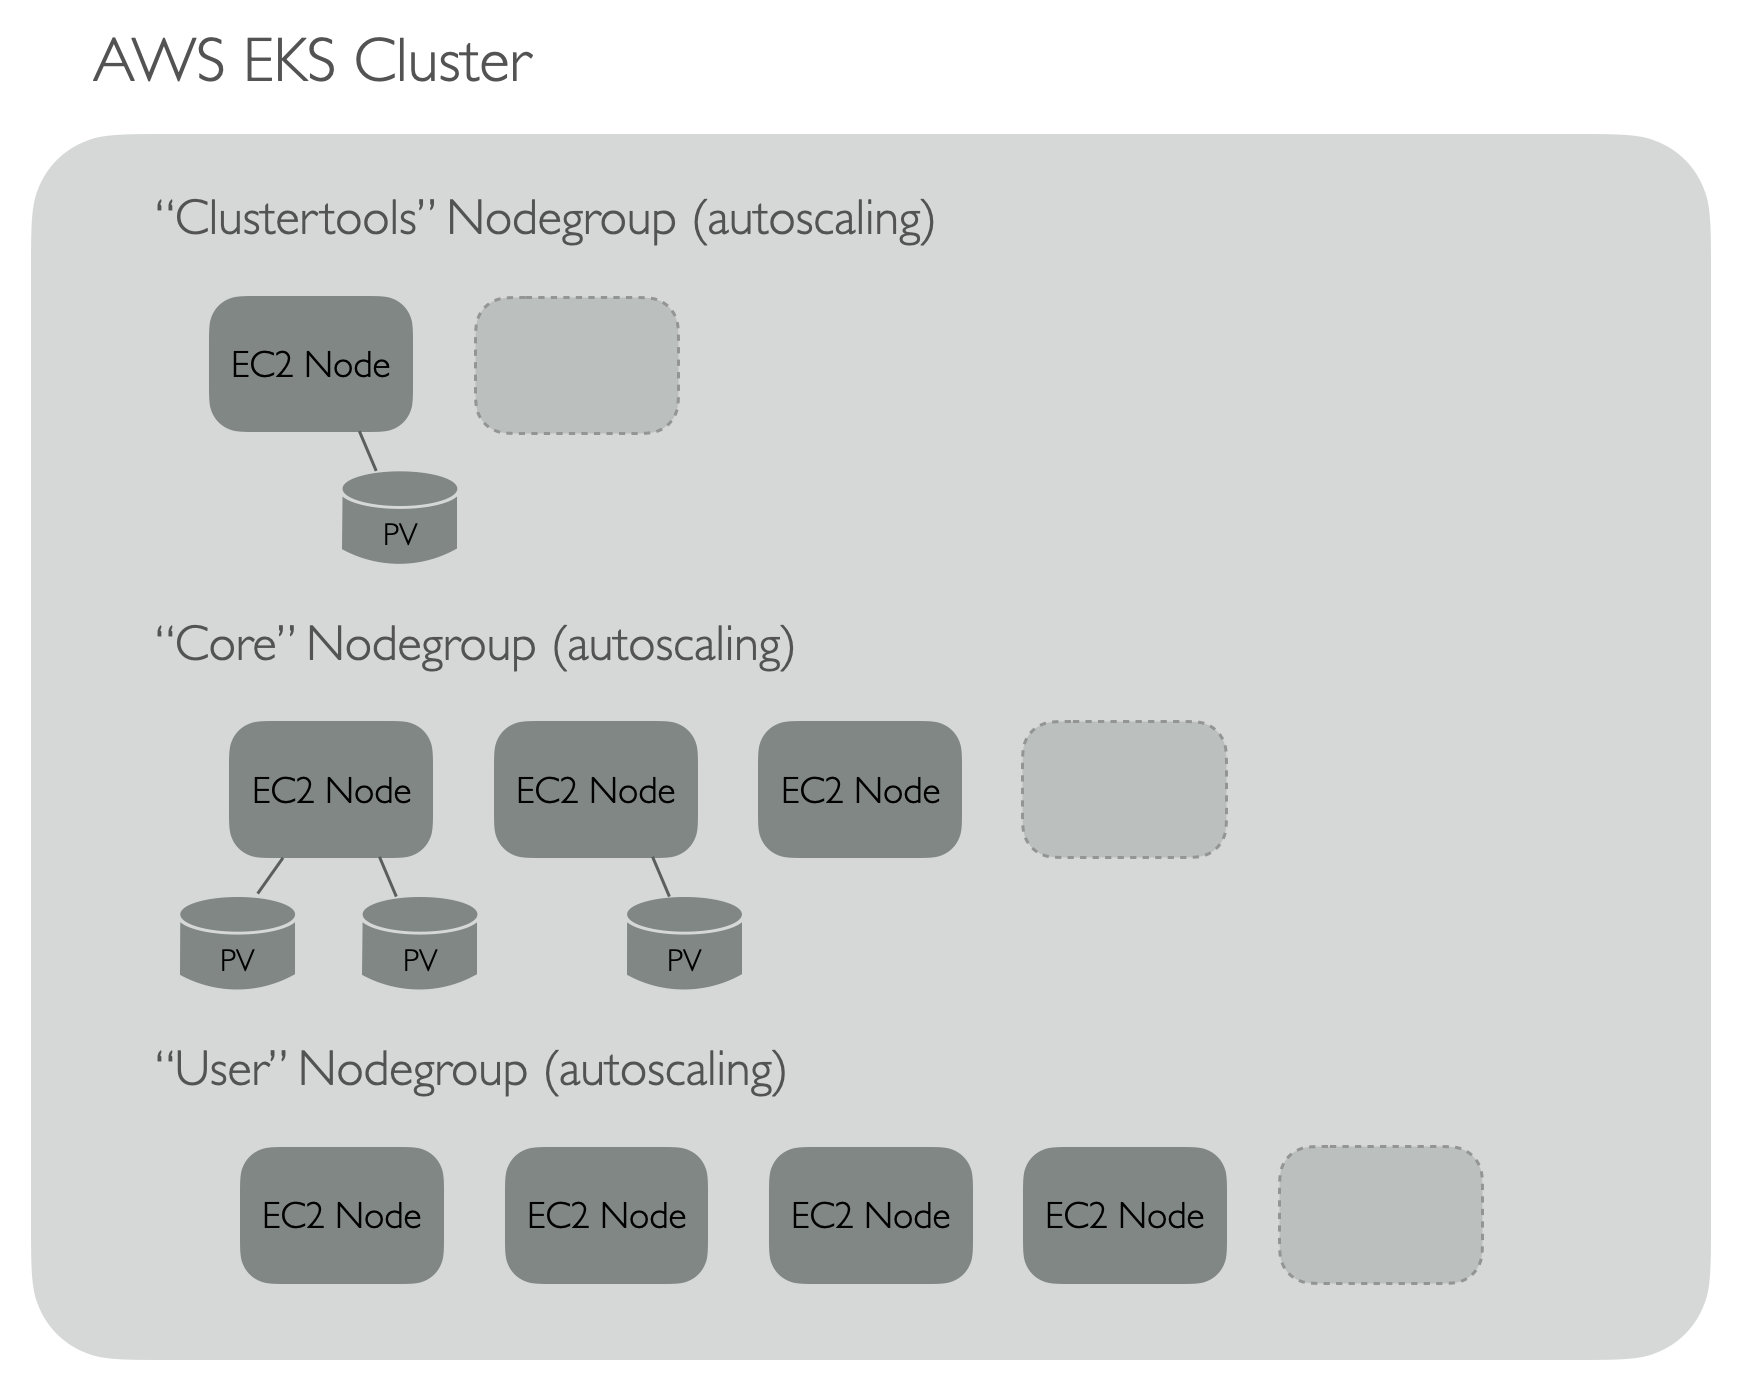 AWS EKS Cluster
“Clustertools” Nodegroup (autoscaling)
EC2 Node
PV
“Core” Nodegroup (autoscaling)
EC2 Node
EC2 Node
EC2 Node
PV
PV
PV
“User” Nodegroup (autoscaling)
EC2 Node
EC2 Node
EC2 Node
EC2 Node